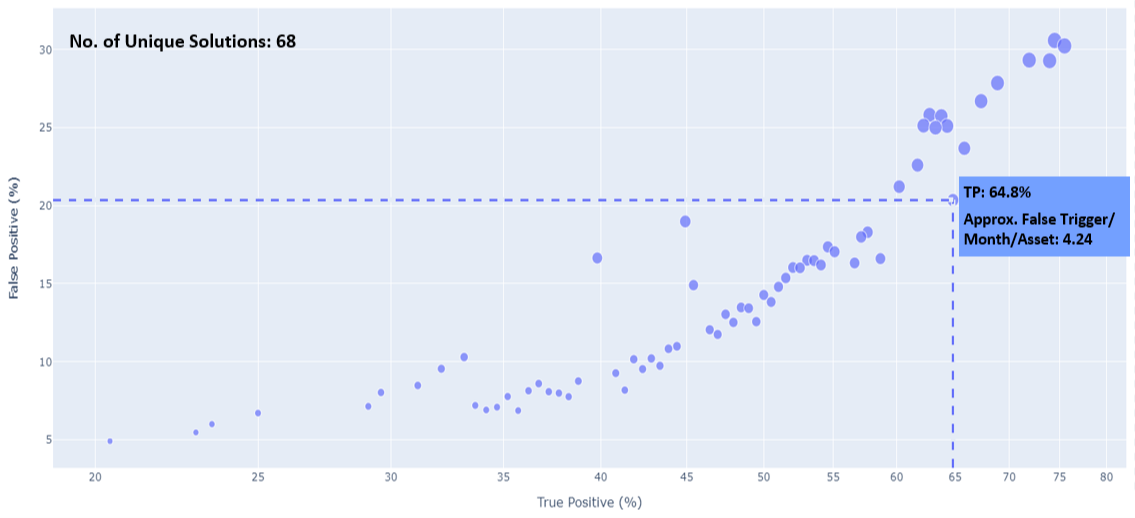 No. of Unique Solutions: 68
False Positive (%)
30
25
20
15
10
5
TP: 64.8%
Approx. False Trigger/
Month/Asset: 4.24
20 25 30 35 40 45 50 55 60 65 70 75 80
True Positive (%)